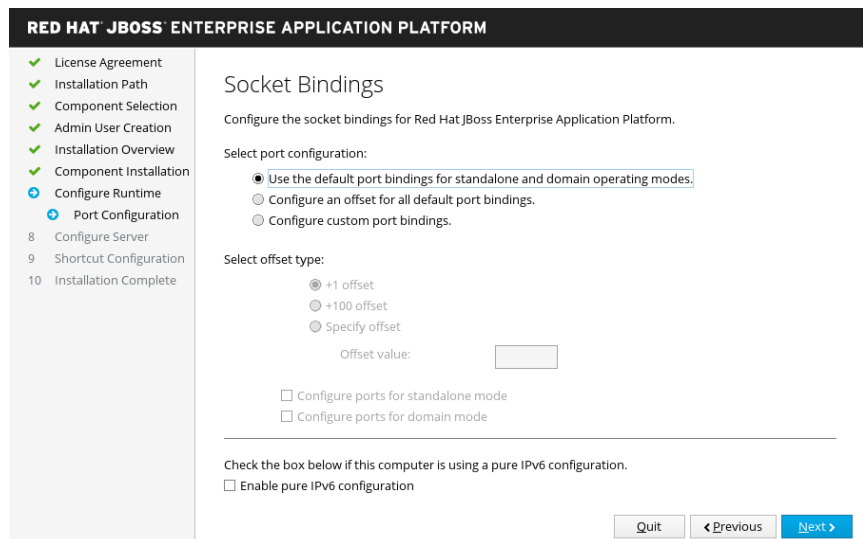 RED HAT JBOSS ENTERPRISE APPLICATION PLATFORM
License Agreement
Installation Path
Component Selection
Admin User Creation
Installation Overview
Component Installation
Configure Runtime
Port Configuration
8 Configure Server
9 Shortcut Configuration
10 Installation Complete
Socket Bindings
Configure the socket bindings for Red Hat JBoss Enterprise Application Platform.
Select port configuration:
Use the default port bindings for standalone and domain operating modes.
Configure an offset for all default port bindings.
Configure custom port bindings.
Select offset type:
+1 offset
+100 offset
Specify offset
Offset value:
Configure ports for standalone mode
Configure ports for domain mode
Check the box below if this computer is using a pure IPv6 configuration.
Enable pure IPv6 configuration
Quit
Previous
Next